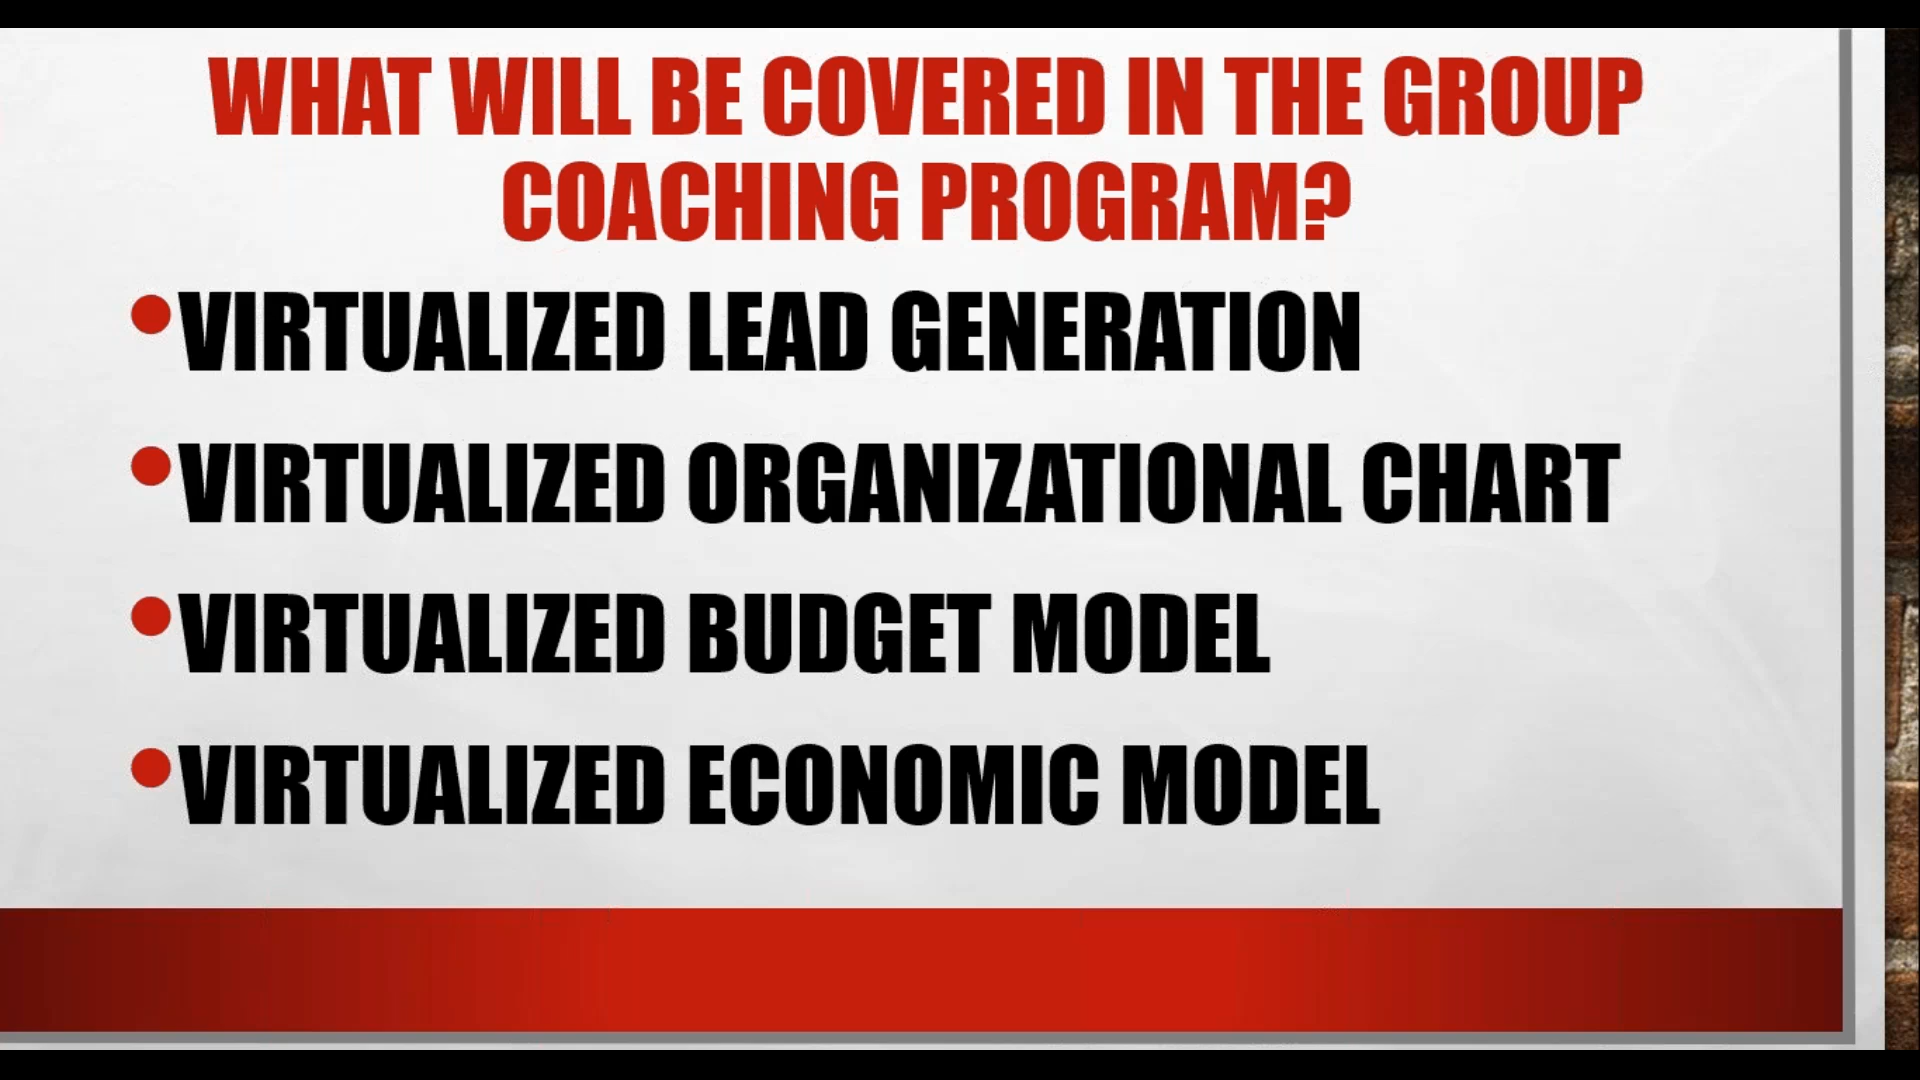 WHAT WILL BE COVERED IN THE GROUP
COACHING PROGRAM?
•VIRTUALIZED LEAD GENERATION
•VIRTUALIZED ORGANIZATIONAL CHART
•VIRTUALIZED BUDGET MODEL
•VIRTUALIZED ECONOMIC MODEL